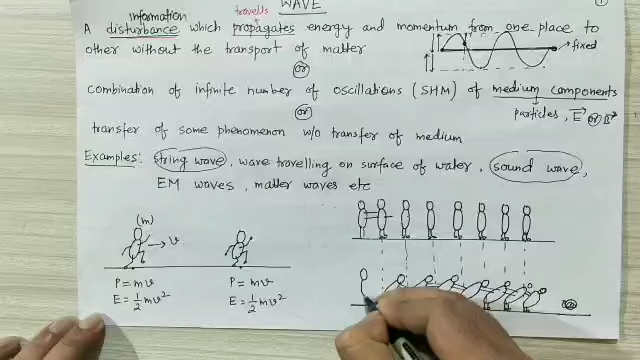 WAVE
information travells
A disturbance which propagates energy and momentum from one place to
other without the transport of matter
fixed
or
combination of infinite number of oscillations (SHM) of medium components
or
particles, E or B
transfer of some phenomenon w/o transfer of medium
Examples: string wave, wave travelling on surface of water, sound wave,
EM waves, matter waves etc
(m)
v
P = mv
E = 1/2 mv²
P = mv
E = 1/2 mv²